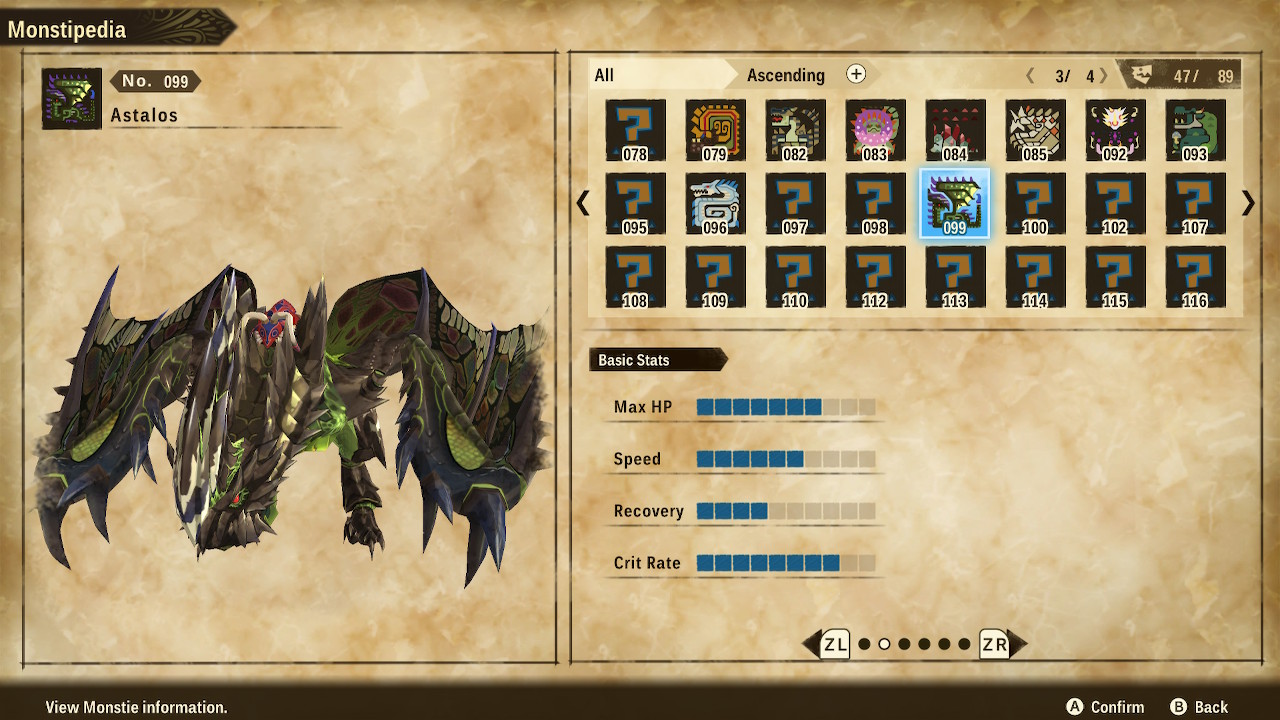 Monstipedia
No. 099
Astalos
All
Ascending
3/ 4
47/ 89
078 079 082 083 084 085 092 093
095 096 097 098 099 100 102 107
108 109 110 112 113 114 115 116
Basic Stats
Max HP
Speed
Recovery
Crit Rate
ZL ZR
View Monstie information.
A Confirm B Back